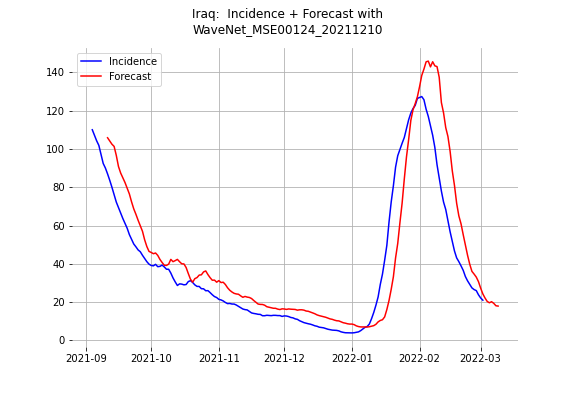 Iraq:  Incidence + Forecast with
WaveNet_MSE00124_20211210
Incidence
Forecast
140
120
100
80
60
40
20
0
2021-09 2021-10 2021-11 2021-12 2022-01 2022-02 2022-03